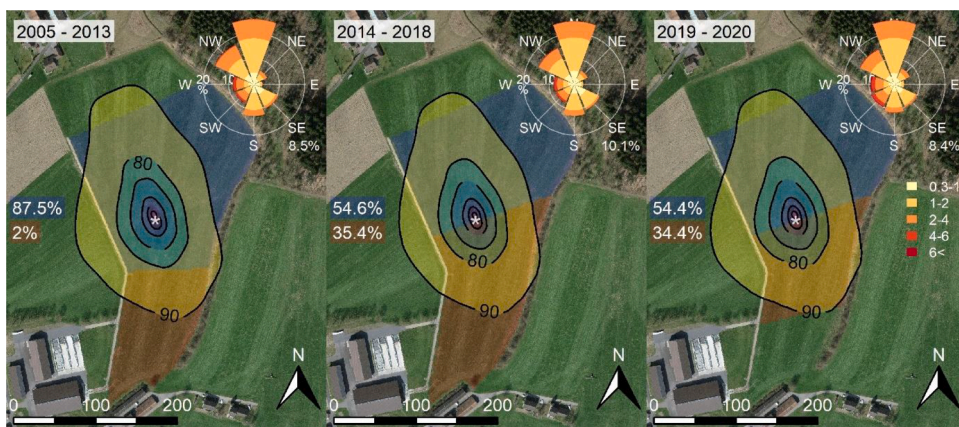 2005 - 2013
N
NW
NE
W
20
%
10
E
SW
SE
S
8.5%
80
87.5%
2%
90
N
0
100
200
2014 - 2018
N
NW
NE
W
20
%
10
E
SW
SE
S
10.1%
54.6%
35.4%
80
90
N
0
100
200
2019 - 2020
N
NW
NE
W
20
%
10
E
SW
SE
S
8.4%
0.3-1
1-2
2-4
4-6
6<
54.4%
34.4%
80
90
N
0
100
200